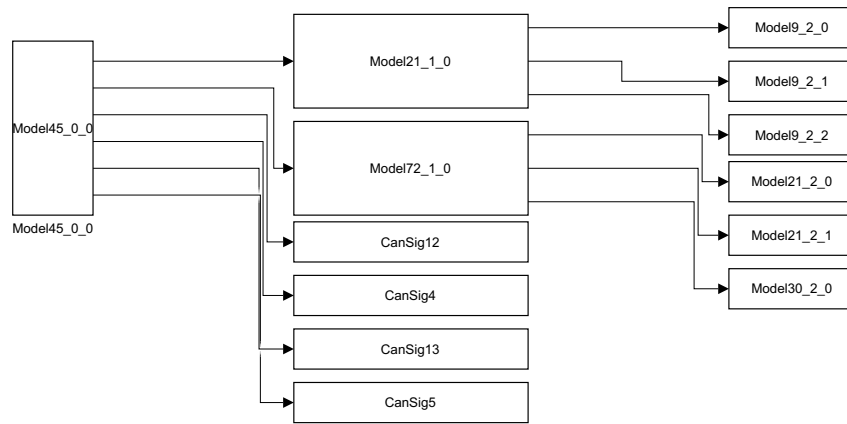 Model45_0_0
Model45_0_0
Model21_1_0
Model72_1_0
CanSig12
CanSig4
CanSig13
CanSig5
Model9_2_0
Model9_2_1
Model9_2_2
Model21_2_0
Model21_2_1
Model30_2_0